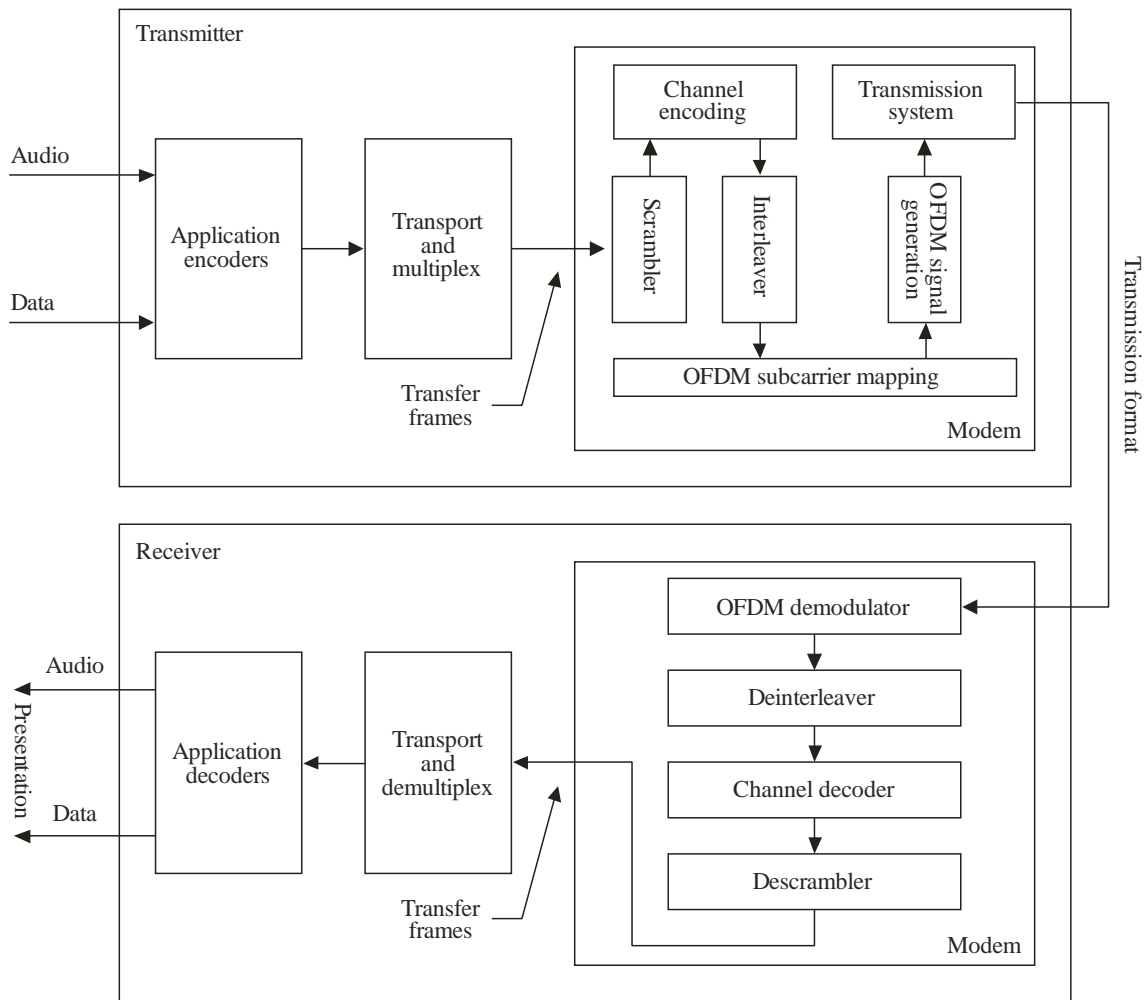 Transmitter
Audio
Data
Application
encoders
Transport
and
multiplex
Transfer
frames
Scrambler
Channel
encoding
Interleaver
OFDM subcarrier mapping
OFDM signal
generation
Transmission
system
Modem
Transmission format
Receiver
OFDM demodulator
Deinterleaver
Channel decoder
Descrambler
Modem
Transfer
frames
Transport
and
demultiplex
Application
decoders
Audio
Presentation
Data